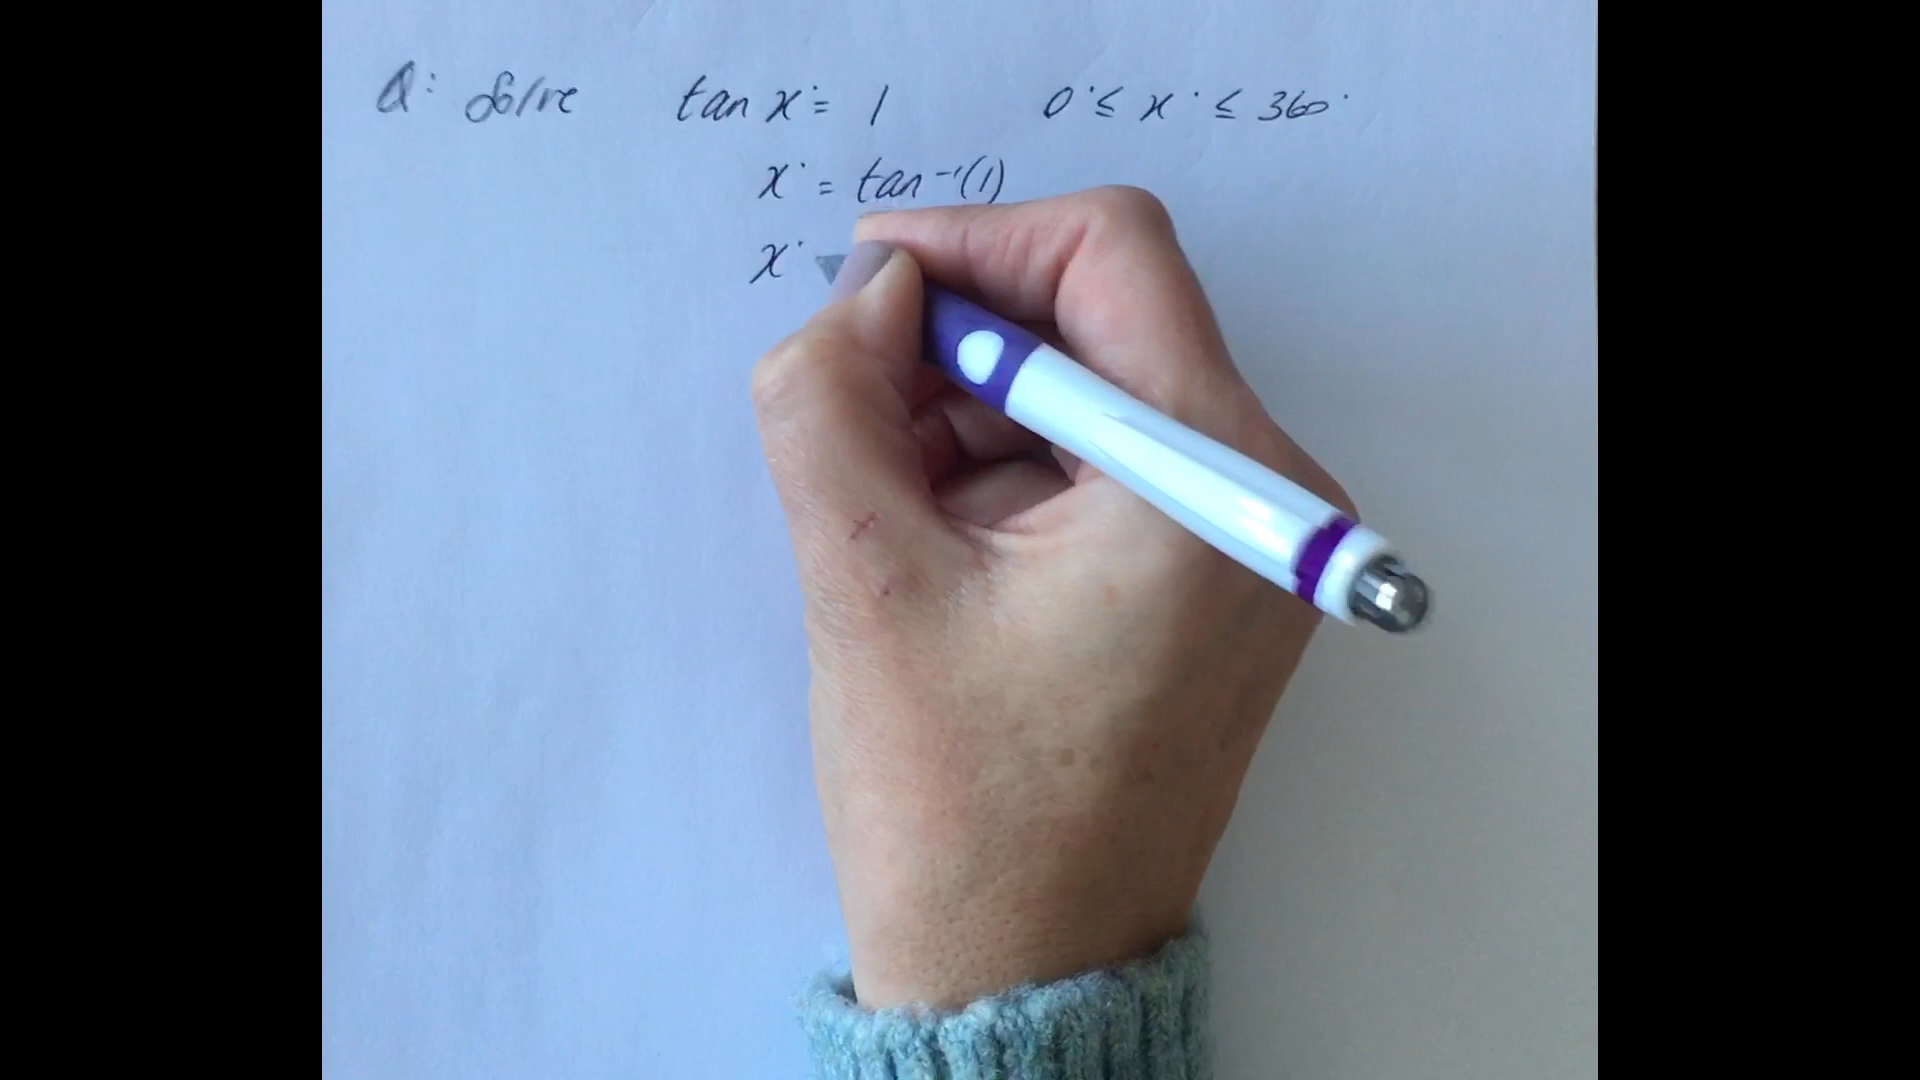 Q: Solve tan x° = 1 0° ≤ x° ≤ 360°
x° = tan⁻¹(1)
x°